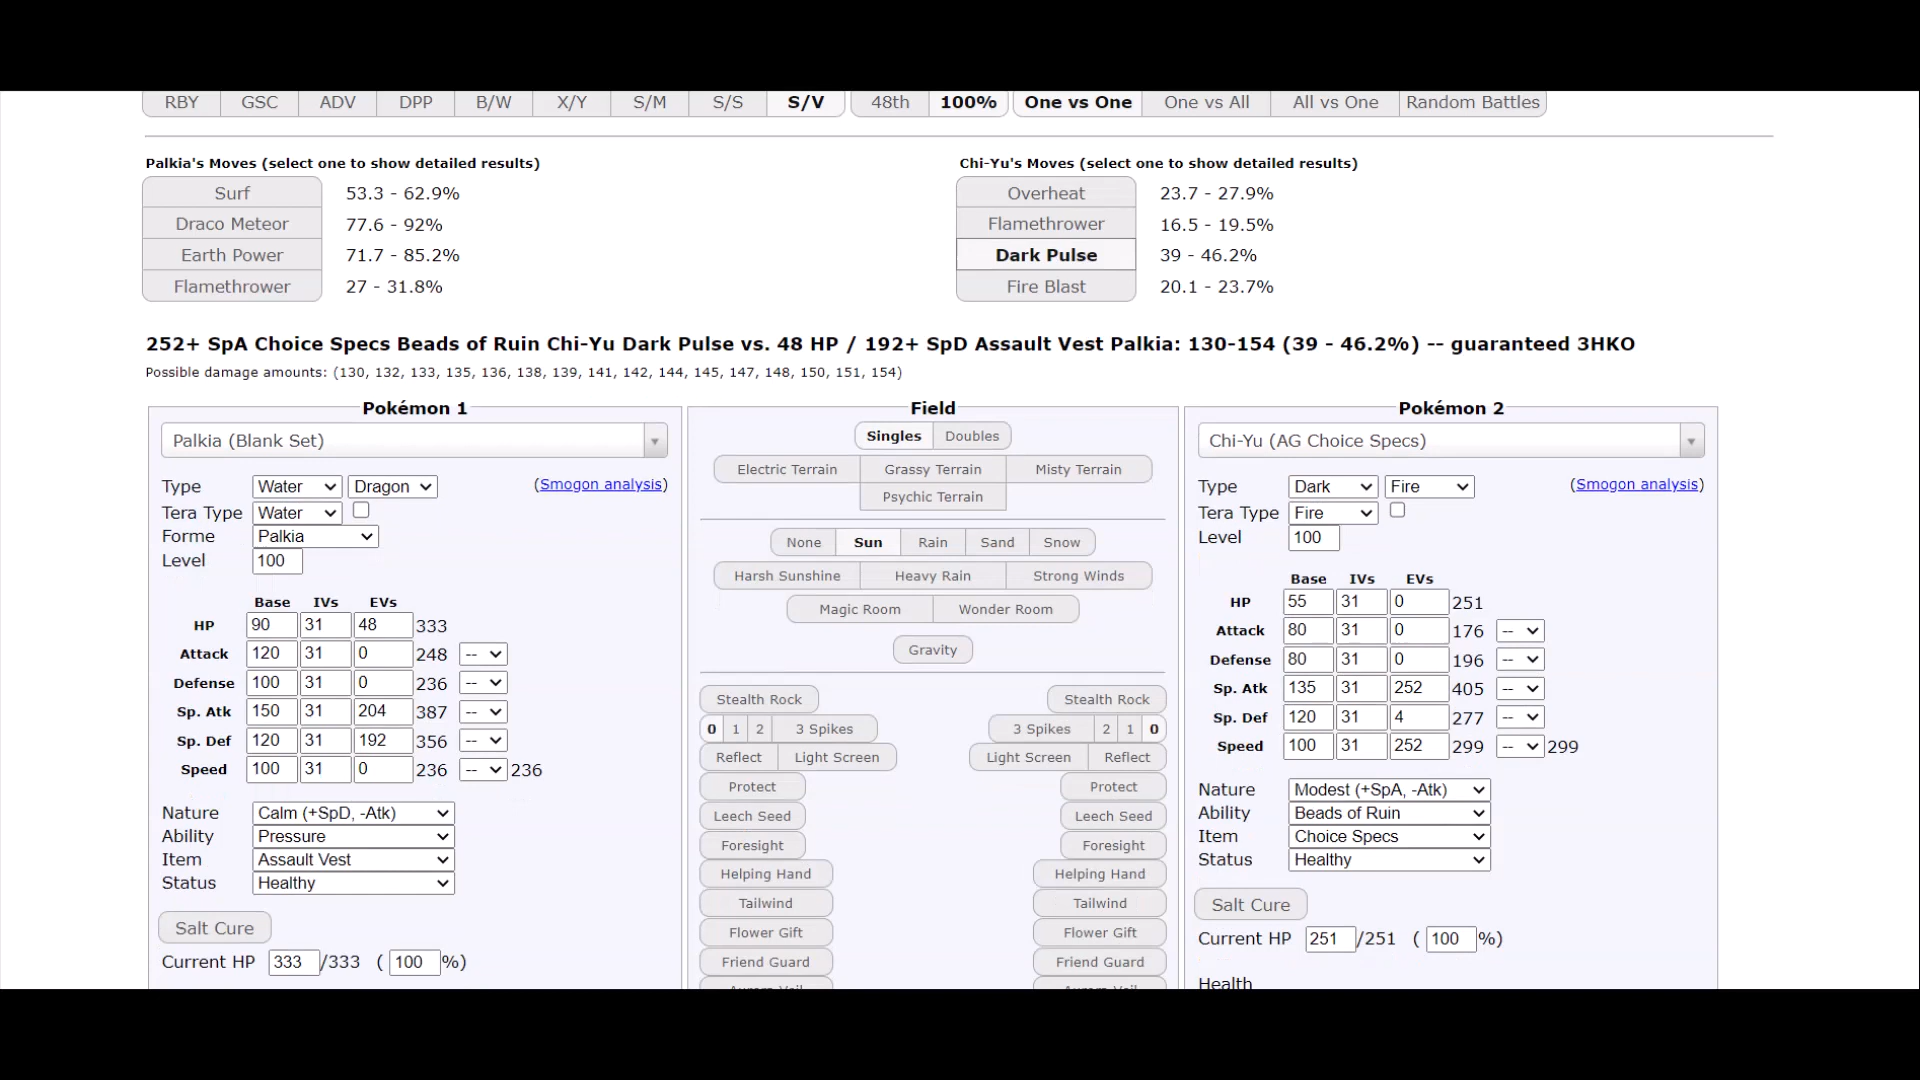 RBY GSC ADV DPP B/W X/Y S/M S/S S/V 48th 100% One vs One One vs All All vs One Random Battles
Palkia's Moves (select one to show detailed results)
Surf 53.3 - 62.9%
Draco Meteor 77.6 - 92%
Earth Power 71.7 - 85.2%
Flamethrower 27 - 31.8%
Chi-Yu's Moves (select one to show detailed results)
Overheat 23.7 - 27.9%
Flamethrower 16.5 - 19.5%
Dark Pulse 39 - 46.2%
Fire Blast 20.1 - 23.7%
252+ SpA Choice Specs Beads of Ruin Chi-Yu Dark Pulse vs. 48 HP / 192+ SpD Assault Vest Palkia: 130-154 (39 - 46.2%) -- guaranteed 3HKO
Possible damage amounts: (130, 132, 133, 135, 136, 138, 139, 141, 142, 144, 145, 147, 148, 150, 151, 154)
Pokémon 1
Palkia (Blank Set)
Type Water Dragon (Smogon analysis)
Tera Type Water
Forme Palkia
Level 100
Base IVs EVs
HP 90 31 48 333
Attack 120 31 0 248 --
Defense 100 31 0 236 --
Sp. Atk 150 31 204 387 --
Sp. Def 120 31 192 356 --
Speed 100 31 0 236 -- 236
Nature Calm (+SpD, -Atk)
Ability Pressure
Item Assault Vest
Status Healthy
Salt Cure
Current HP 333 /333 ( 100 %)
Field
Singles Doubles
Electric Terrain Grassy Terrain Misty Terrain
Psychic Terrain
None Sun Rain Sand Snow
Harsh Sunshine Heavy Rain Strong Winds
Magic Room Wonder Room
Gravity
Stealth Rock Stealth Rock
0 1 2 3 Spikes 3 Spikes 2 1 0
Reflect Light Screen Light Screen Reflect
Protect Protect
Leech Seed Leech Seed
Foresight Foresight
Helping Hand Helping Hand
Tailwind Tailwind
Flower Gift Flower Gift
Friend Guard Friend Guard
Aurora Veil Aurora Veil
Pokémon 2
Chi-Yu (AG Choice Specs)
Type Dark Fire (Smogon analysis)
Tera Type Fire
Level 100
Base IVs EVs
HP 55 31 0 251
Attack 80 31 0 176 --
Defense 80 31 0 196 --
Sp. Atk 135 31 252 405 --
Sp. Def 120 31 4 277 --
Speed 100 31 252 299 -- 299
Nature Modest (+SpA, -Atk)
Ability Beads of Ruin
Item Choice Specs
Status Healthy
Salt Cure
Current HP 251 /251 ( 100 %)
Health